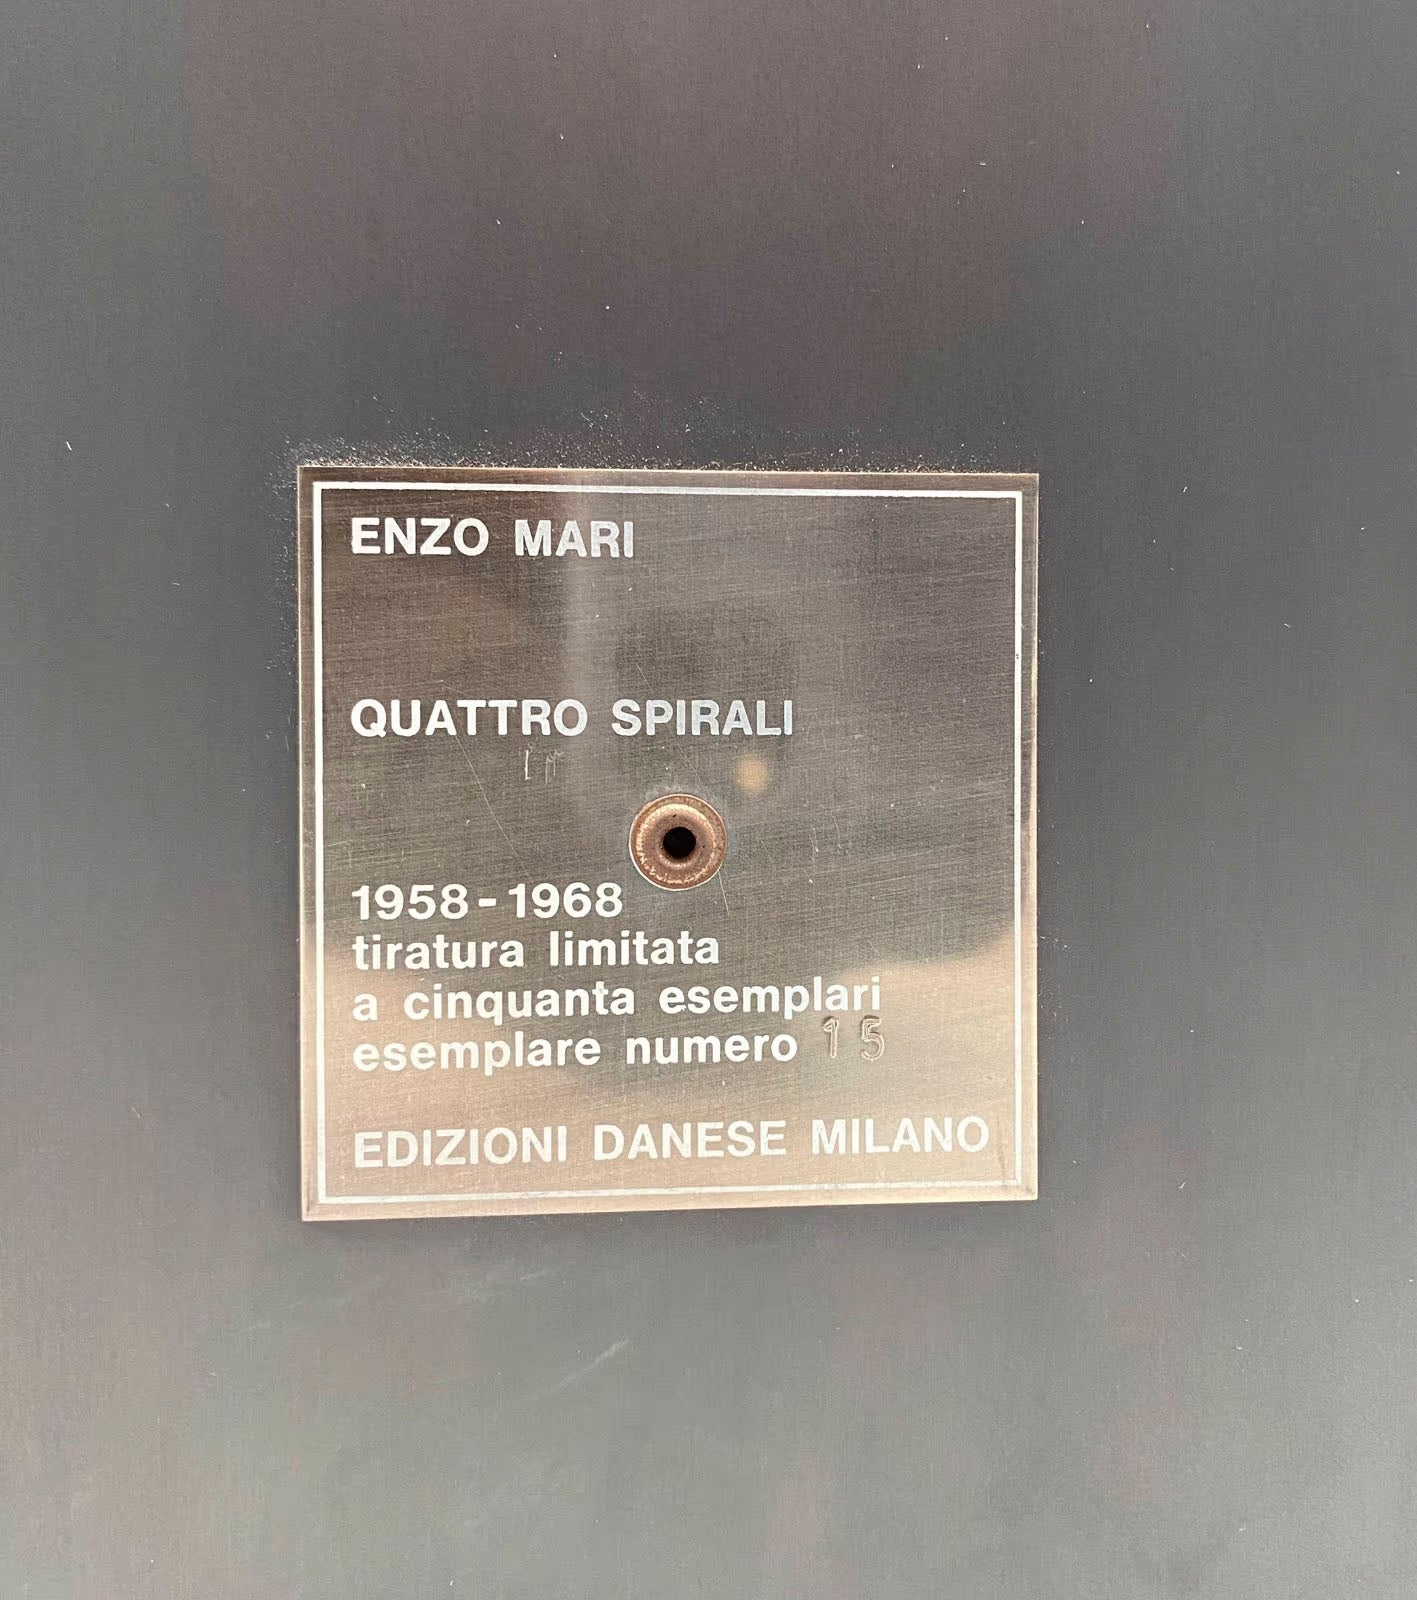 ENZO MARI
QUATTRO SPIRALI
1958-1968
tiratura limitata
a cinquanta esemplari
esemplare numero 15
EDIZIONI DANESE MILANO